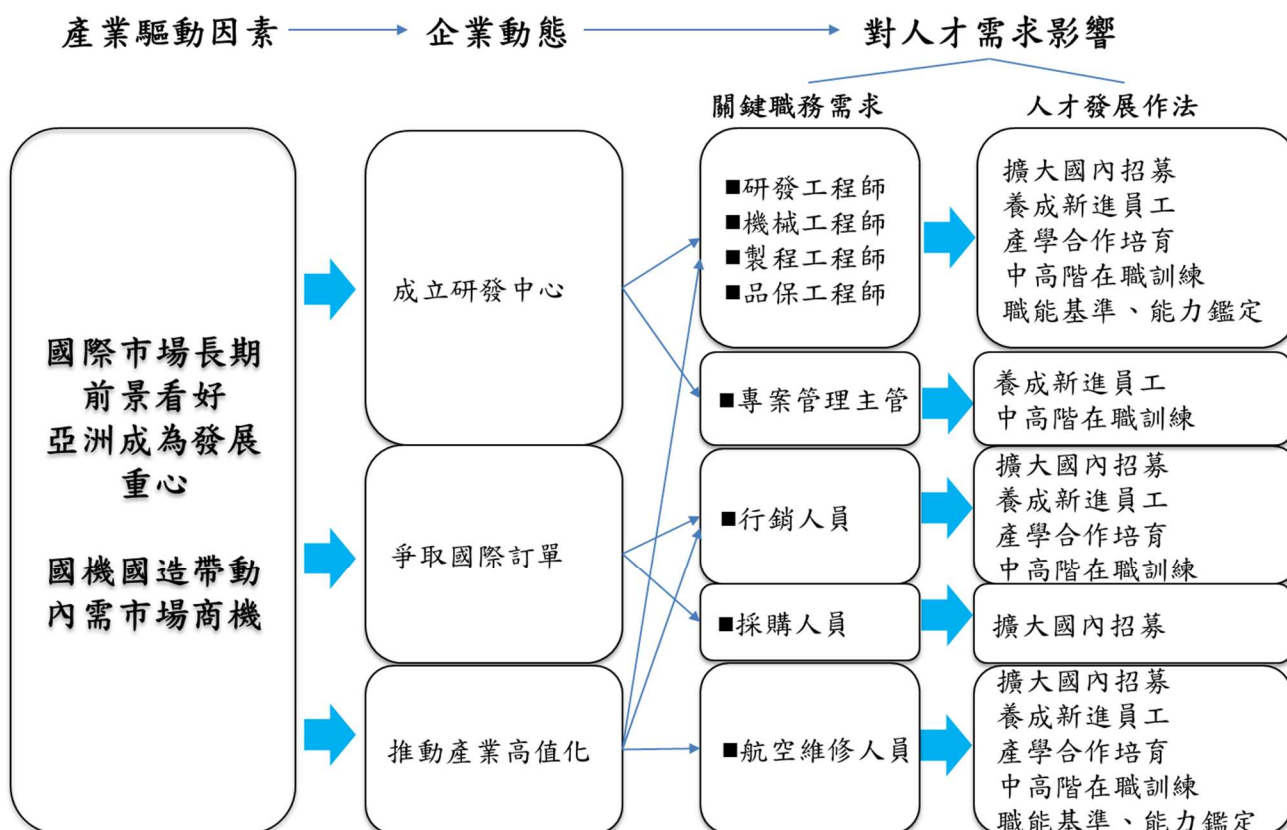 產業驅動因素
企業動態
對人才需求影響
關鍵職務需求
人才發展作法
國際市場長期
前景看好
亞洲成為發展
重心
國機國造帶動
內需市場商機
成立研發中心
爭取國際訂單
推動產業高值化
■研發工程師
■機械工程師
■製程工程師
■品保工程師
擴大國內招募
養成新進員工
產學合作培育
中高階在職訓練
職能基準、能力鑑定
■專案管理主管
養成新進員工
中高階在職訓練
■行銷人員
擴大國內招募
養成新進員工
產學合作培育
中高階在職訓練
■採購人員
擴大國內招募
■航空維修人員
擴大國內招募
養成新進員工
產學合作培育
中高階在職訓練
職能基準、能力鑑定